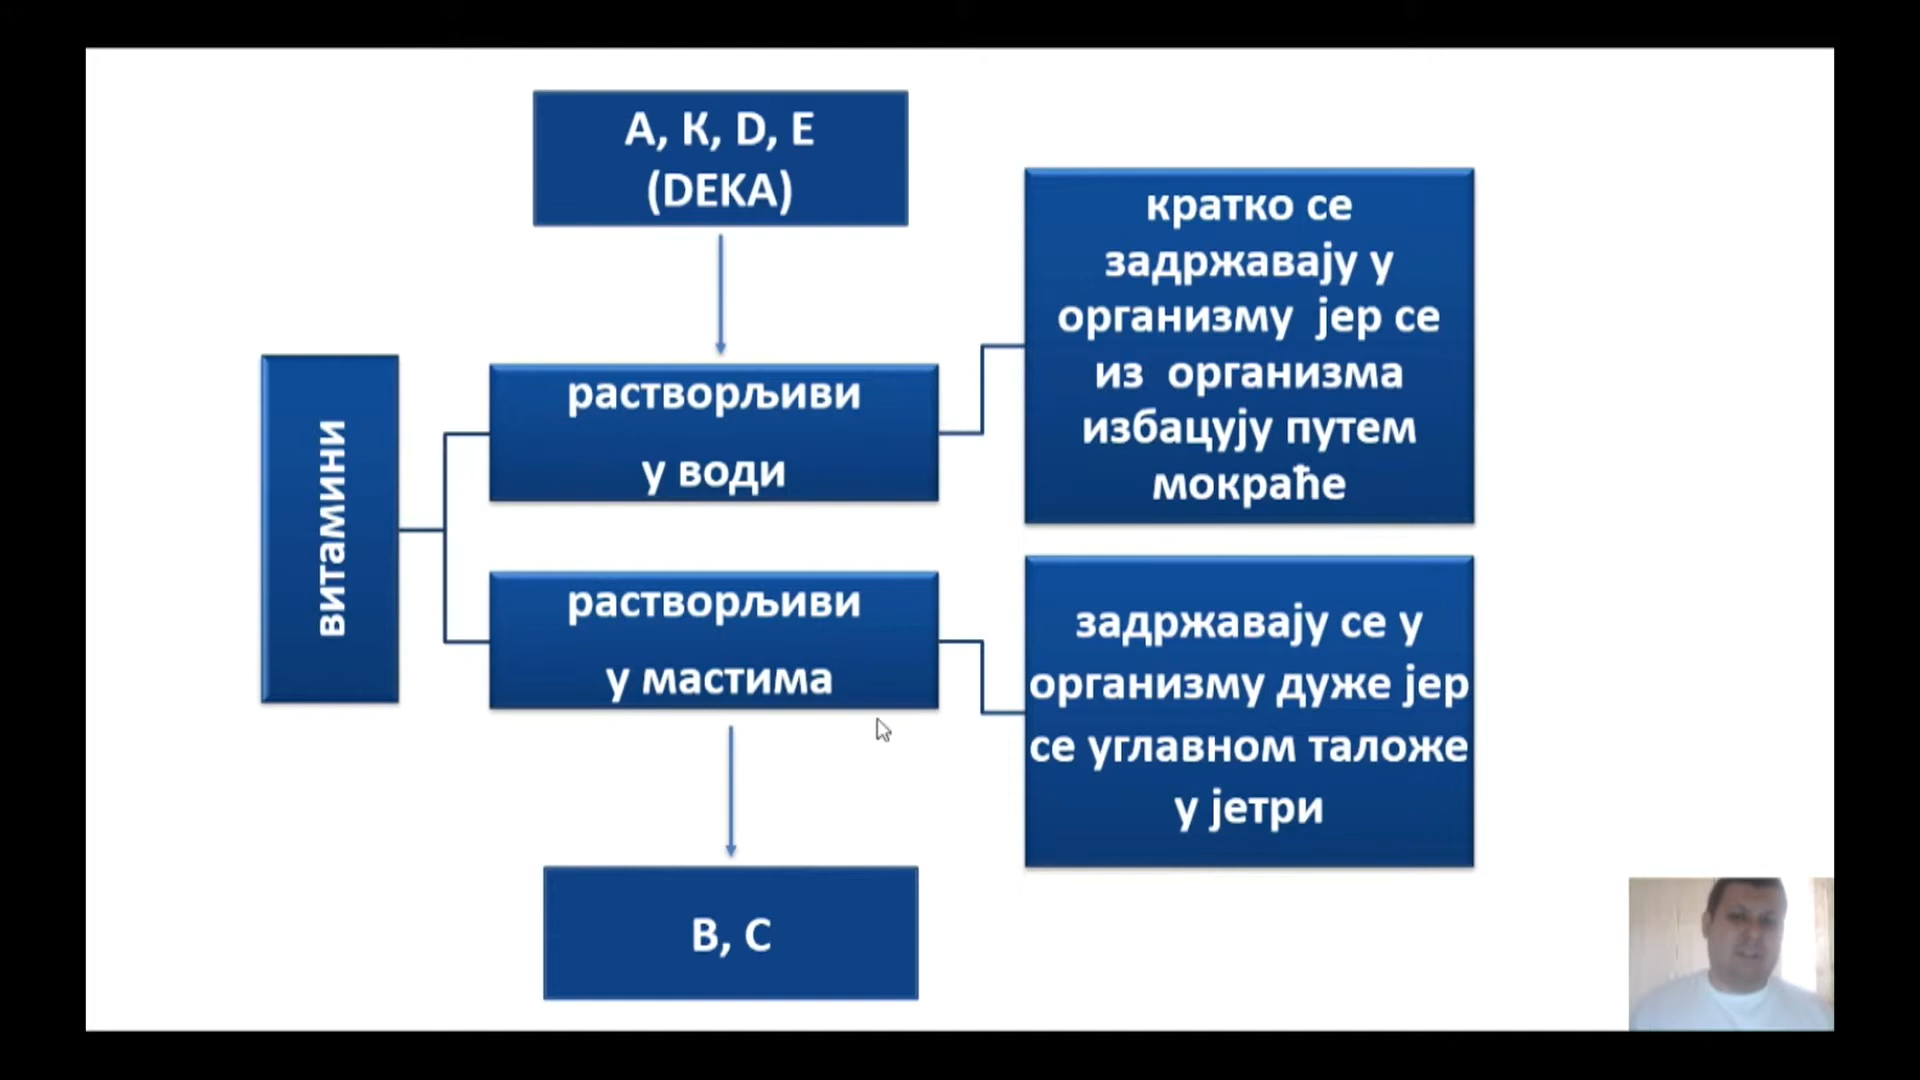 A, K, D, E
(DEKA)
кратко се
задржавају у
организму јер се
из организма
избацују путем
мокраће
растворљиви
у води
витамини
растворљиви
у мастима
задржавају се у
организму дуже јер
се углавном таложе
у јетри
B, C